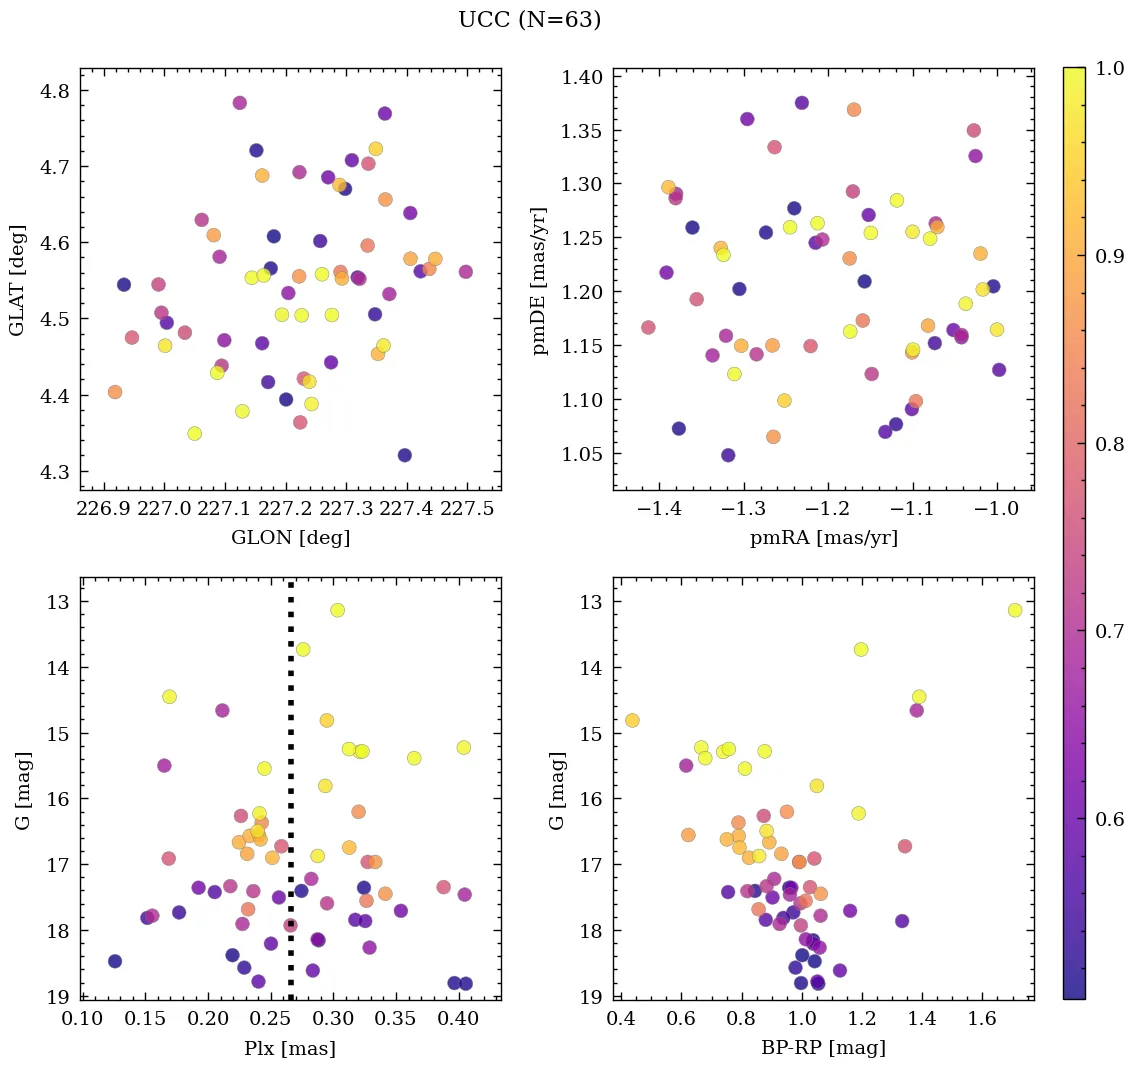 UCC (N=63)
4.8
4.7
4.6
4.5
4.4
4.3
GLAT [deg]
226.9 227.0 227.1 227.2 227.3 227.4 227.5
GLON [deg]
1.40
1.35
1.30
1.25
1.20
1.15
1.10
1.05
pmDE [mas/yr]
−1.4 −1.3 −1.2 −1.1 −1.0
pmRA [mas/yr]
1.0
0.9
0.8
0.7
0.6
13
14
15
16
17
18
19
G [mag]
0.10 0.15 0.20 0.25 0.30 0.35 0.40
Plx [mas]
13
14
15
16
17
18
19
G [mag]
0.4 0.6 0.8 1.0 1.2 1.4 1.6
BP-RP [mag]